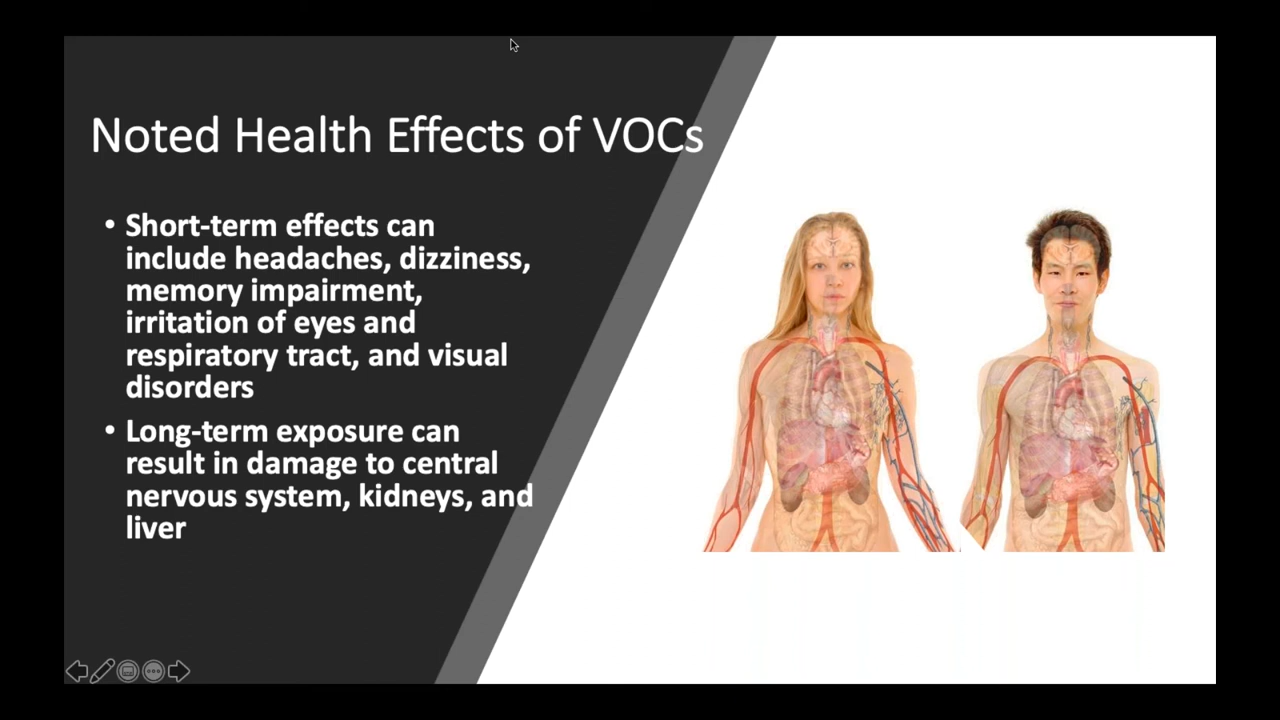 Noted Health Effects of VOCs
• Short-term effects can
include headaches, dizziness,
memory impairment,
irritation of eyes and
respiratory tract, and visual
disorders
• Long-term exposure can
result in damage to central
nervous system, kidneys, and
liver